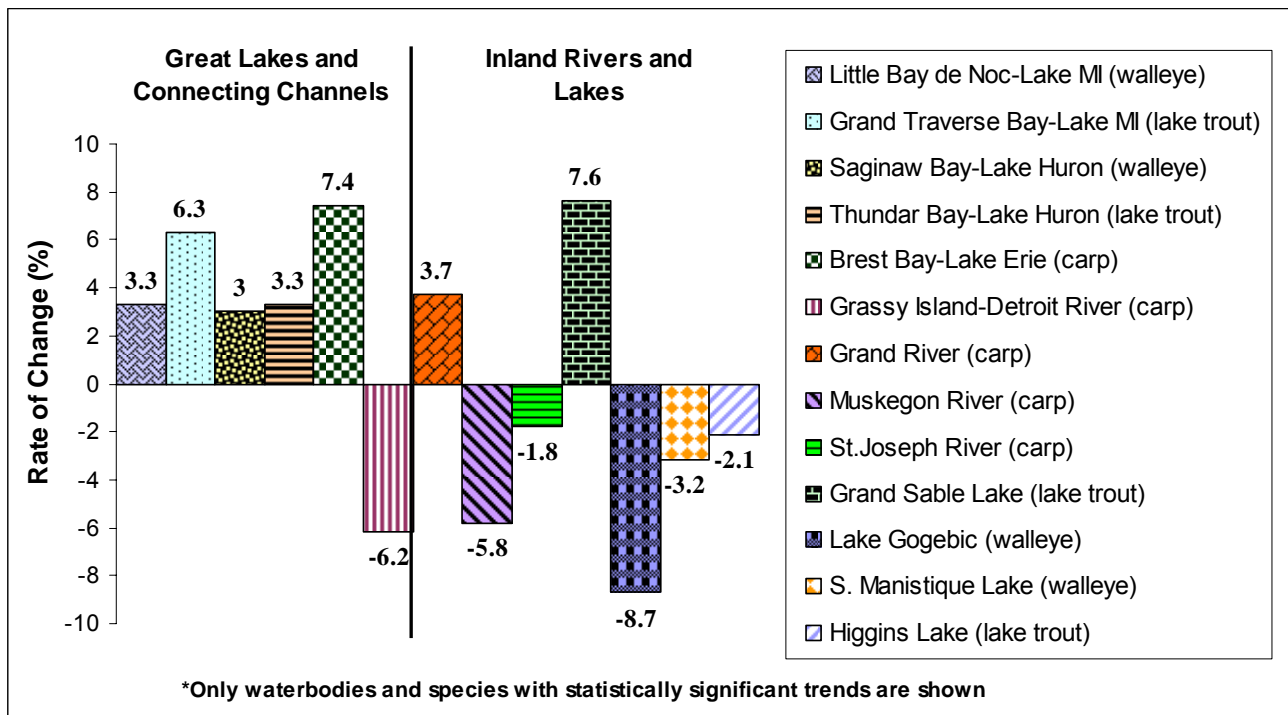 Great Lakes and
Connecting Channels
Inland Rivers and
Lakes
Rate of Change (%)
10
8
6
4
2
0
-2
-4
-6
-8
-10
3.3
6.3
3
3.3
7.4
-6.2
3.7
-5.8
-1.8
7.6
-8.7
-3.2
-2.1
Little Bay de Noc-Lake MI (walleye)
Grand Traverse Bay-Lake MI (lake trout)
Saginaw Bay-Lake Huron (walleye)
Thundar Bay-Lake Huron (lake trout)
Brest Bay-Lake Erie (carp)
Grassy Island-Detroit River (carp)
Grand River (carp)
Muskegon River (carp)
St.Joseph River (carp)
Grand Sable Lake (lake trout)
Lake Gogebic (walleye)
S. Manistique Lake (walleye)
Higgins Lake (lake trout)
*Only waterbodies and species with statistically significant trends are shown